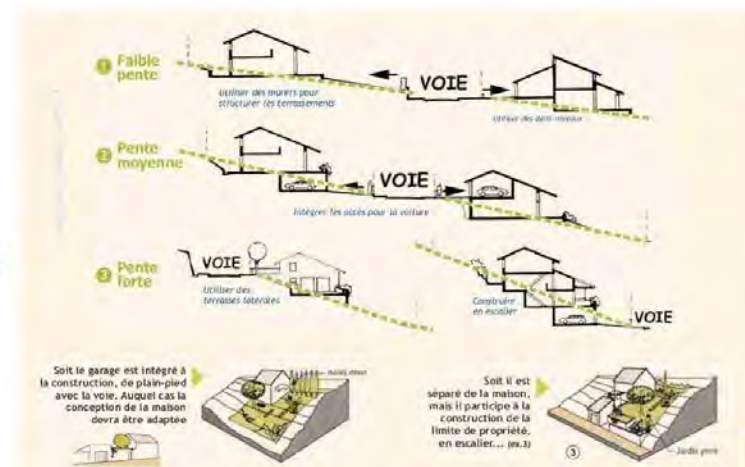 1 Faible
pente
VOIE
Utiliser des murets pour
structurer les terrassements
Utiliser des demi-niveaux
2 Pente
moyenne
VOIE
Intégrer les accès pour la voiture
3 Pente
forte
VOIE
Utiliser des
terrasses latérales
Construire
en escalier
VOIE
Soit le garage est intégré à
la construction, de plain-pied
avec la voie. Auquel cas la
conception de la maison
devra être adaptée
Soit il est
séparé de la maison,
mais il participe à la
construction de la
limite de propriété,
en escalier... (ex.3)
3
Jardin privé